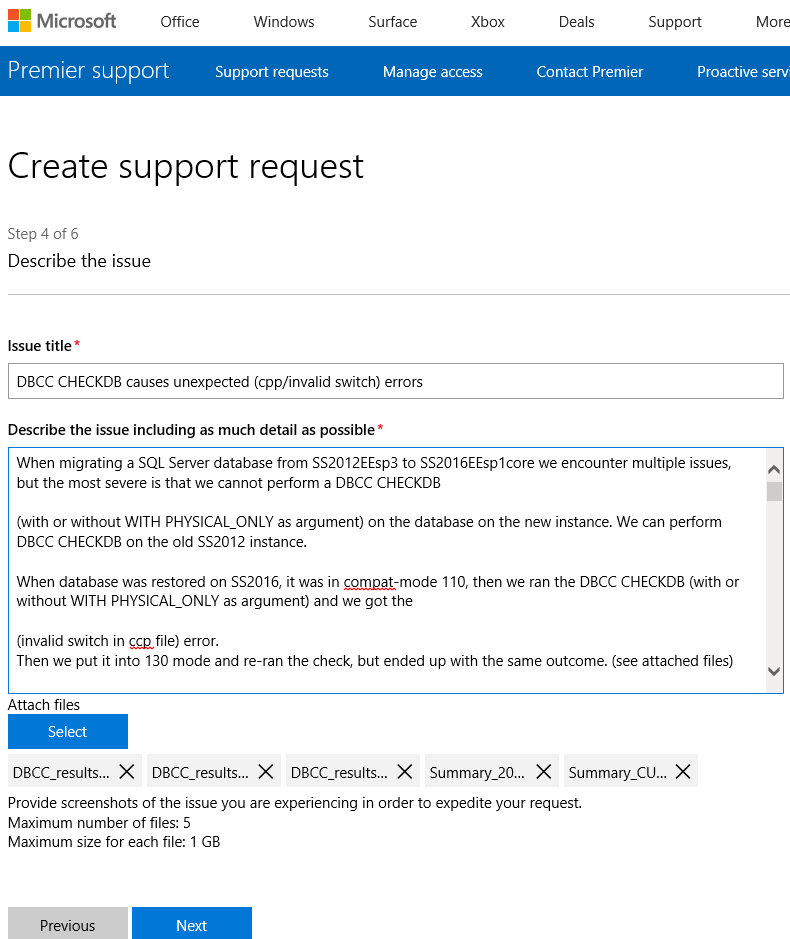 Microsoft Office Windows Surface Xbox Deals Support More
Premier support Support requests Manage access Contact Premier Proactive servi
Create support request
Step 4 of 6
Describe the issue
Issue title*
DBCC CHECKDB causes unexpected (cpp/invalid switch) errors
Describe the issue including as much detail as possible*
When migrating a SQL Server database from SS2012EEsp3 to SS2016EEsp1core we encounter multiple issues,
but the most severe is that we cannot perform a DBCC CHECKDB
(with or without WITH PHYSICAL_ONLY as argument) on the database on the new instance. We can perform
DBCC CHECKDB on the old SS2012 instance.
When database was restored on SS2016, it was in compat-mode 110, then we ran the DBCC CHECKDB (with or
without WITH PHYSICAL_ONLY as argument) and we got the
(invalid switch in ccp file) error.
Then we put it into 130 mode and re-ran the check, but ended up with the same outcome. (see attached files)
Attach files
Select
DBCC_results... DBCC_results... DBCC_results... Summary_20... Summary_CU...
Provide screenshots of the issue you are experiencing in order to expedite your request.
Maximum number of files: 5
Maximum size for each file: 1 GB
Previous Next